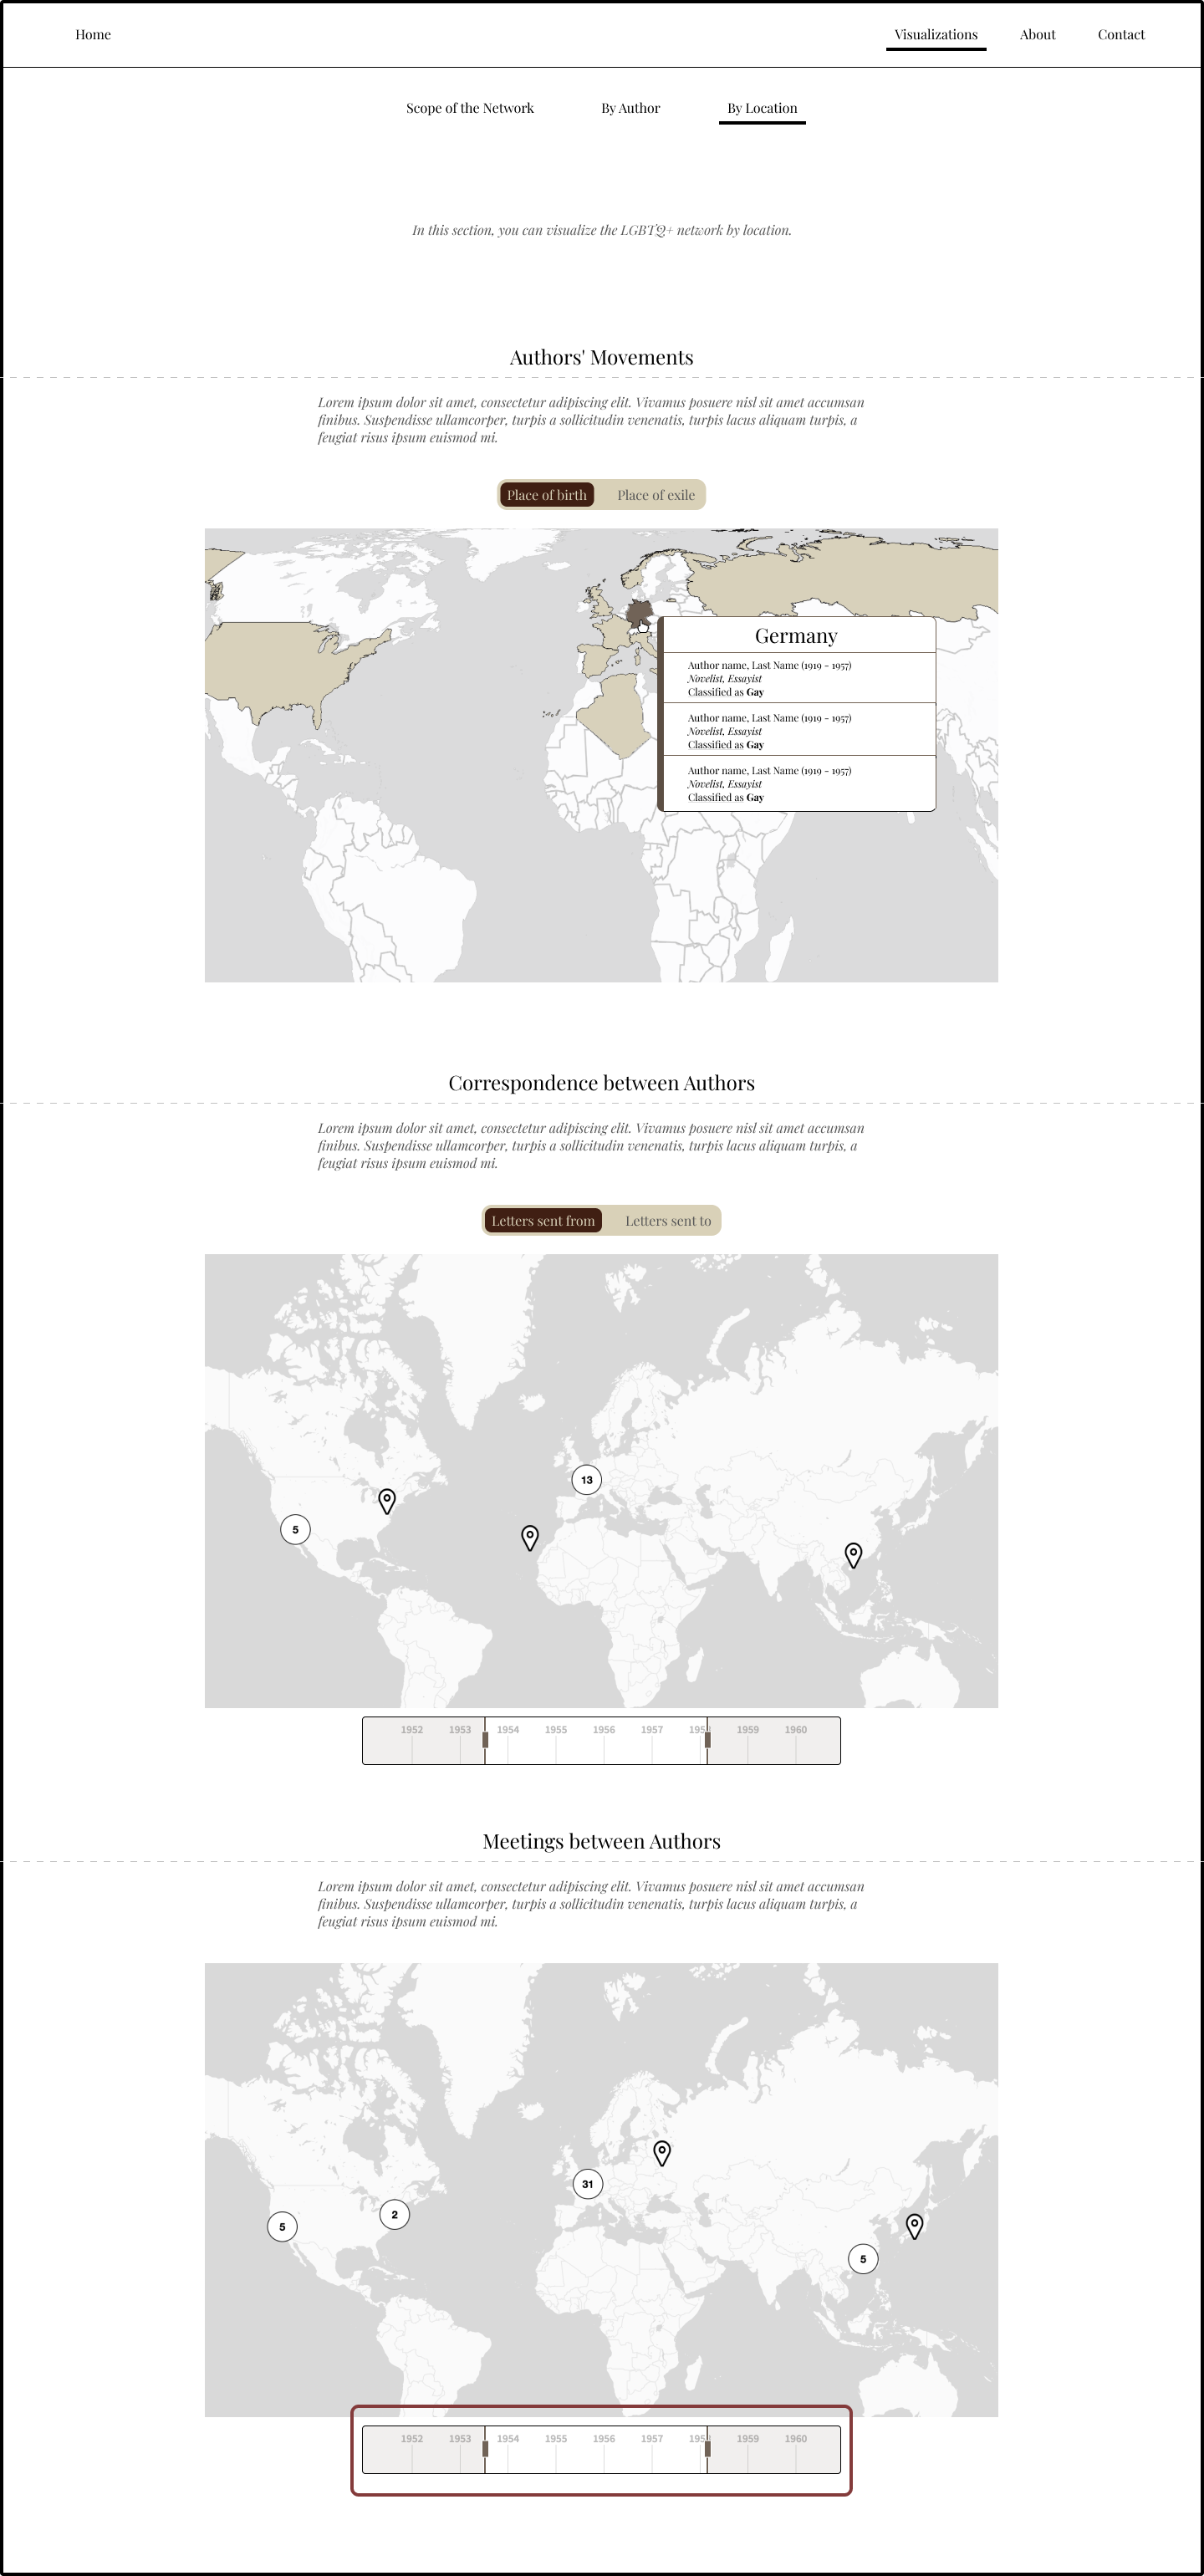 Home
Visualizations
About
Contact
Scope of the Network
By Author
By Location
In this section, you can visualize the LGBTQ+ network by location.
Authors' Movements
Lorem ipsum dolor sit amet, consectetur adipiscing elit. Vivamus posuere nisl sit amet accumsan
finibus. Suspendisse ullamcorper, turpis a sollicitudin venenatis, turpis lacus aliquam turpis, a
feugiat risus ipsum euismod mi.
Place of birth
Place of exile
Germany
Author name, Last Name (1919 - 1957)
Novelist, Essayist
Classified as Gay
Author name, Last Name (1919 - 1957)
Novelist, Essayist
Classified as Gay
Author name, Last Name (1919 - 1957)
Novelist, Essayist
Classified as Gay
Correspondence between Authors
Lorem ipsum dolor sit amet, consectetur adipiscing elit. Vivamus posuere nisl sit amet accumsan
finibus. Suspendisse ullamcorper, turpis a sollicitudin venenatis, turpis lacus aliquam turpis, a
feugiat risus ipsum euismod mi.
Letters sent from
Letters sent to
13
5
1952 1953 1954 1955 1956 1957 1959 1960
Meetings between Authors
Lorem ipsum dolor sit amet, consectetur adipiscing elit. Vivamus posuere nisl sit amet accumsan
finibus. Suspendisse ullamcorper, turpis a sollicitudin venenatis, turpis lacus aliquam turpis, a
feugiat risus ipsum euismod mi.
31
2
5
5
1952 1953 1954 1955 1956 1957 1959 1960